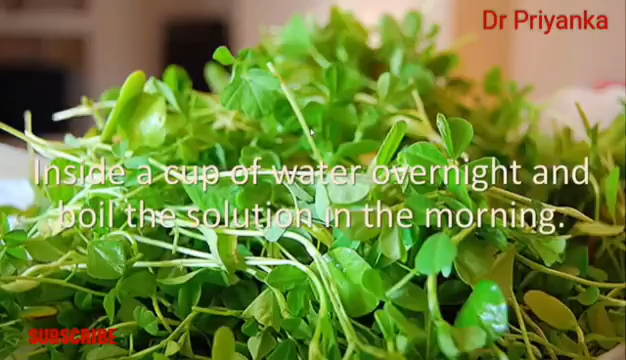 Dr Priyanka
Inside a cup of water overnight and
boil the solution in the morning.
SUBSCRIBE